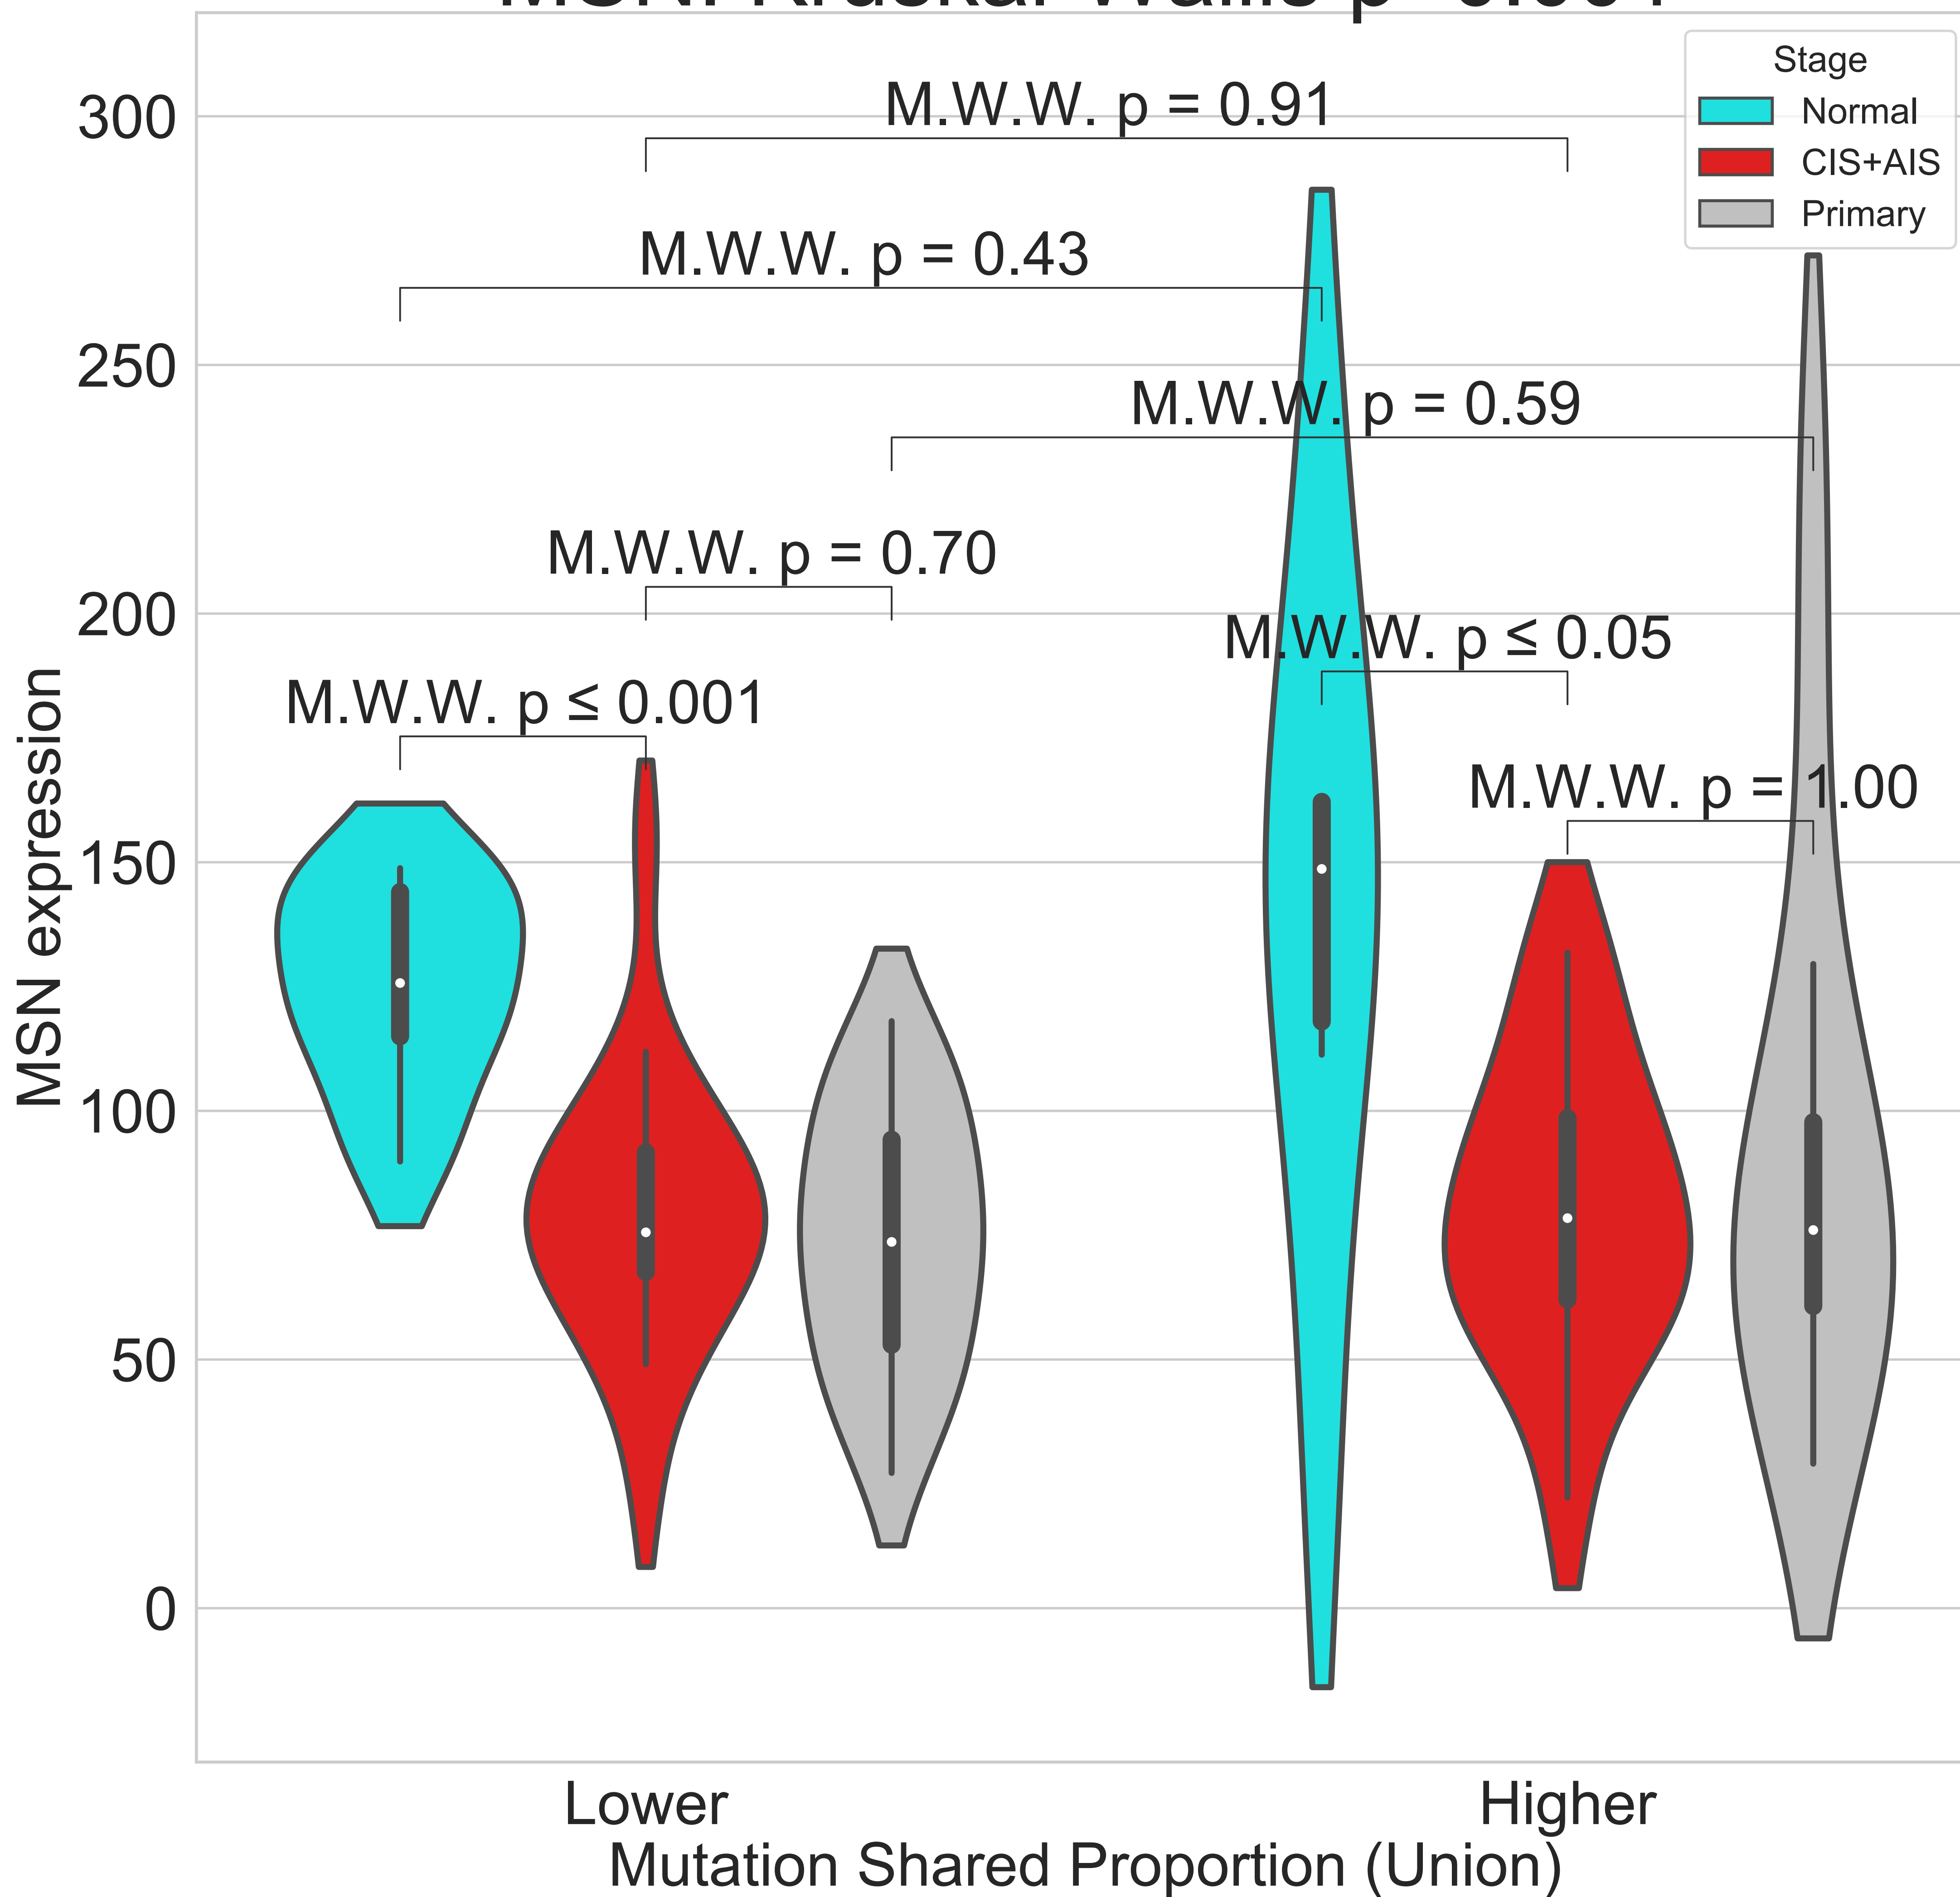 Stage
Normal
CIS+AIS
Primary
M.W.W. p = 0.91
M.W.W. p = 0.43
M.W.W. p = 0.59
M.W.W. p = 0.70
M.W.W. p ≤ 0.05
M.W.W. p ≤ 0.001
M.W.W. p = 1.00
300
250
200
150
100
50
0
MSN expression
Lower
Higher
Mutation Shared Proportion (Union)